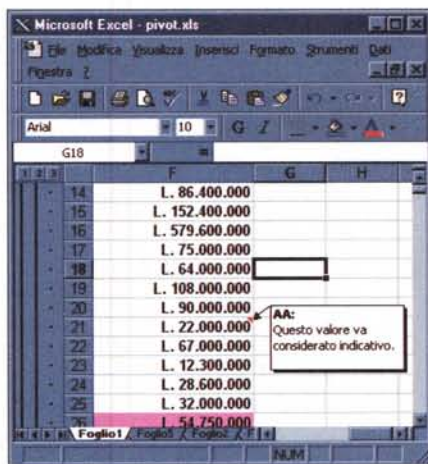 Microsoft Excel - pivot.xls
File Modifica Visualizza Inserisci Formato Strumenti Dati
Finestra ?
Arial 10 G I A
G18 =
1 2 3 F G H
14 L. 86.400.000
15 L. 152.400.000
16 L. 579.600.000
17 L. 75.000.000
18 L. 64.000.000
19 L. 108.000.000
20 L. 90.000.000
21 L. 22.000.000
22 L. 67.000.000
23 L. 12.300.000
24 L. 28.600.000
25 L. 32.000.000
26 L. 54.750.000
AA:
Questo valore va
considerato indicativo.
Foglio1 Foglio5 Foglio2 F
NUM